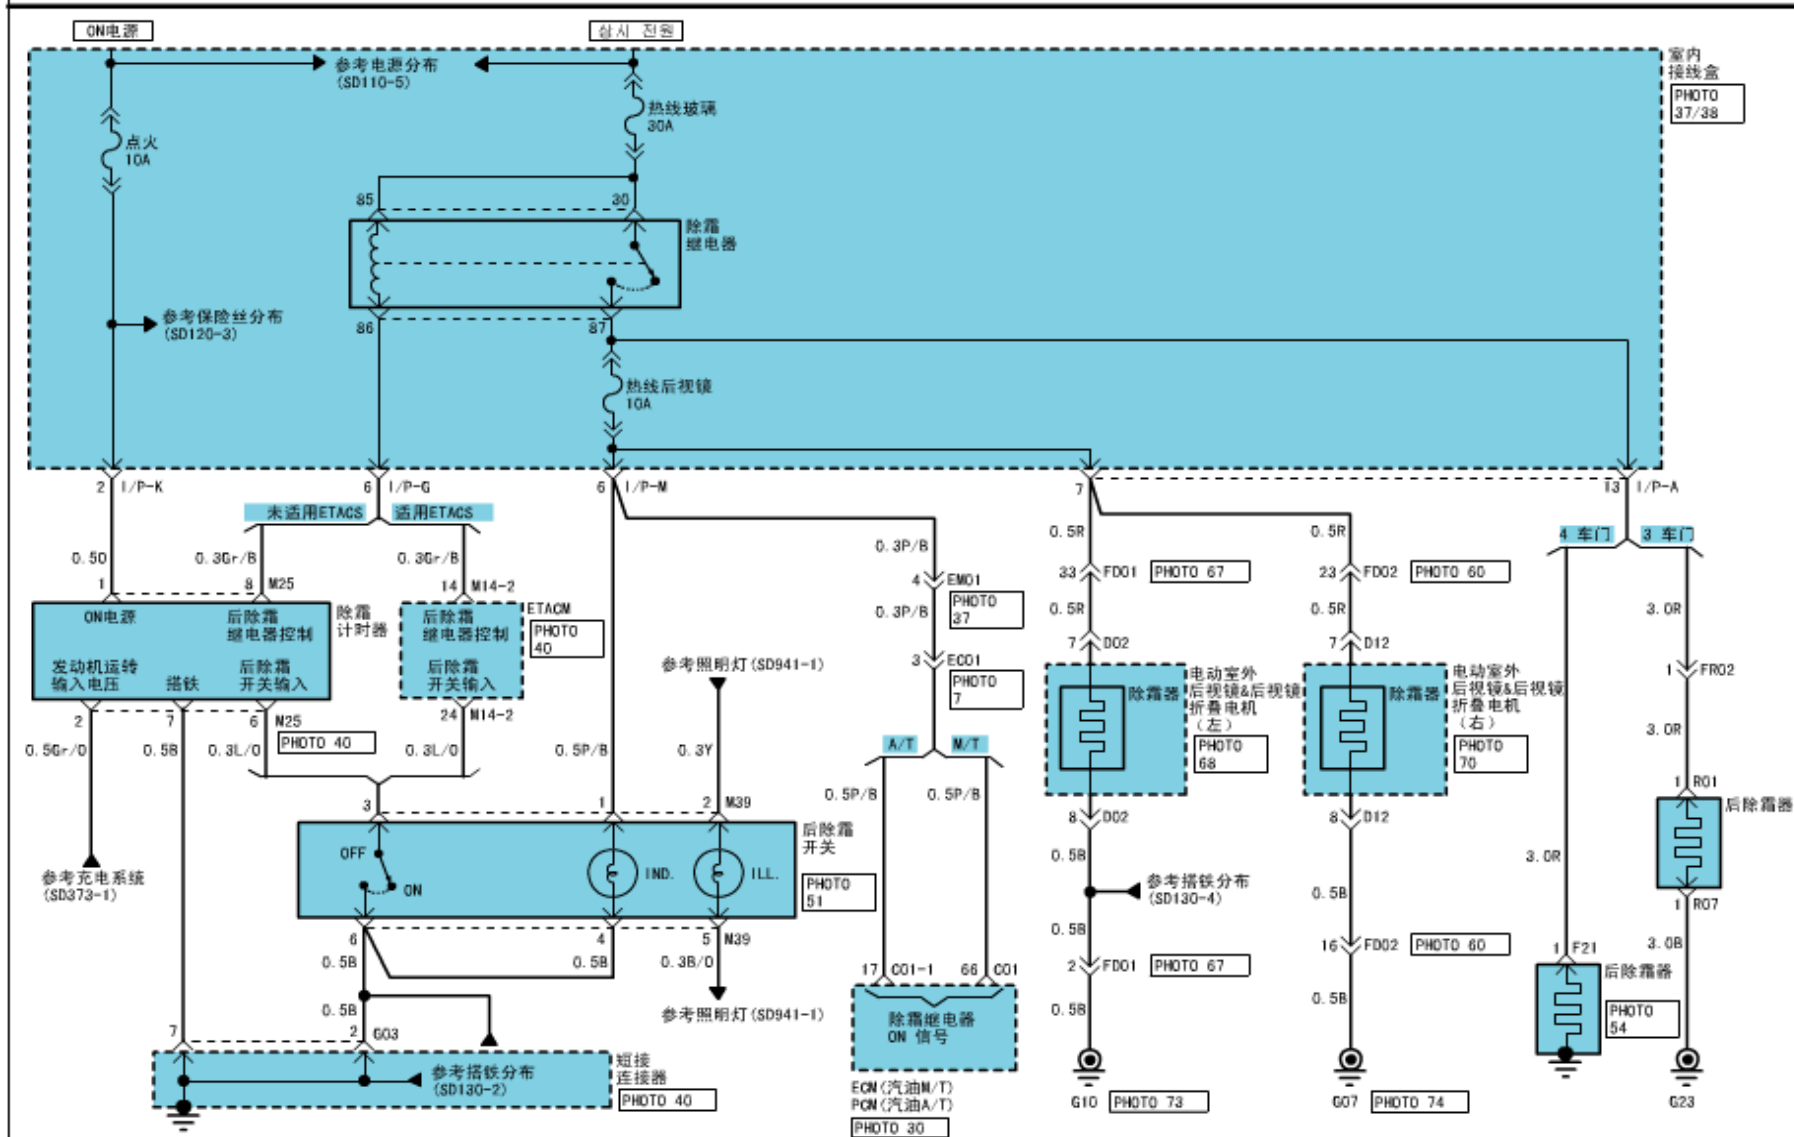 ON电源
상시 전원
参考电源分布
(SD110-5)
室内
接线盒
PHOTO
37/38
点火
10A
热线玻璃
30A
85
30
除霜
继电器
86
87
参考保险丝分布
(SD120-3)
热线后视镜
10A
2 I/P-K
6 I/P-G
6 I/P-M
7
13 I/P-A
未适用ETACS
适用ETACS
4 车门
3 车门
0.5O
0.3Gr/B
0.3Gr/B
0.3P/B
0.5R
0.5R
1
8 M25
14 M14-2
4 EM01
PHOTO
37
33 FD01
PHOTO 67
23 FD02
PHOTO 60
ON电源
后除霜
继电器控制
发动机运转
输入电压
搭铁
后除霜
开关输入
除霜
计时器
后除霜
继电器控制
后除霜
开关输入
ETACM
PHOTO
40
0.3P/B
0.5R
0.5R
3.0R
参考照明灯(SD941-1)
3 EC01
PHOTO
7
7 D02
7 D12
1 FR02
除霜器
电动室外
后视镜&后视镜
折叠电机
(左)
PHOTO
68
除霜器
电动室外
后视镜&后视镜
折叠电机
(右)
PHOTO
70
2
7
6 M25
PHOTO 40
24 M14-2
0.5Gr/O
0.5B
0.3L/O
0.3L/O
0.5P/B
0.3Y
A/T
M/T
3.0R
0.5P/B
0.5P/B
1 R01
后除霜器
3
1
2 M39
8 D02
8 D12
OFF
ON
IND.
ILL.
后除霜
开关
PHOTO
51
0.5B
3.0R
参考充电系统
(SD373-1)
参考搭铁分布
(SD130-4)
0.5B
1 R07
6
4
5 M39
0.5B
0.5B
0.5B
0.3B/O
0.5B
3.0B
16 FD02
PHOTO 60
1 F21
17 C01-1
66 C01
2 FD01
PHOTO 67
后除霜器
PHOTO
54
0.5B
参考照明灯(SD941-1)
除霜继电器
ON 信号
0.5B
0.5B
7
2 G03
参考搭铁分布
(SD130-2)
短接
连接器
PHOTO 40
ECM(汽油M/T)
PCM(汽油A/T)
PHOTO 30
G10
PHOTO 73
G07
PHOTO 74
G23